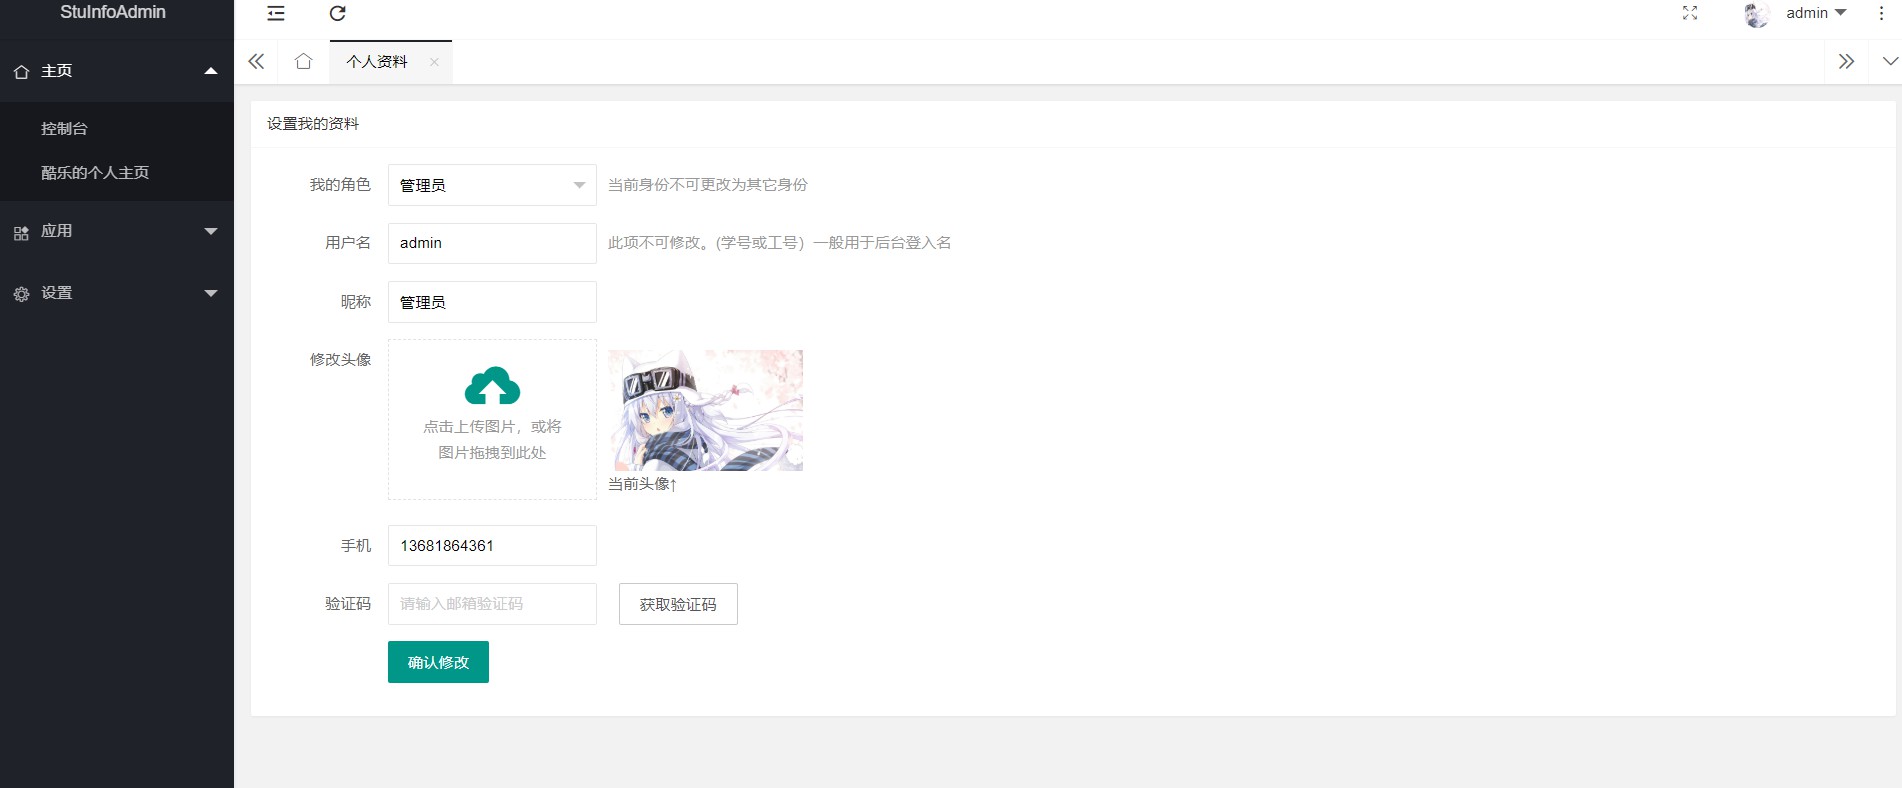 StuInfoAdmin
admin
主页
控制台
酷乐的个人主页
应用
设置
个人资料
设置我的资料
我的角色 管理员 当前身份不可更改为其它身份
用户名 admin 此项不可修改。(学号或工号）一般用于后台登入名
昵称 管理员
修改头像
点击上传图片，或将
图片拖拽到此处
当前头像↑
手机 13681864361
验证码 请输入邮箱验证码 获取验证码
确认修改